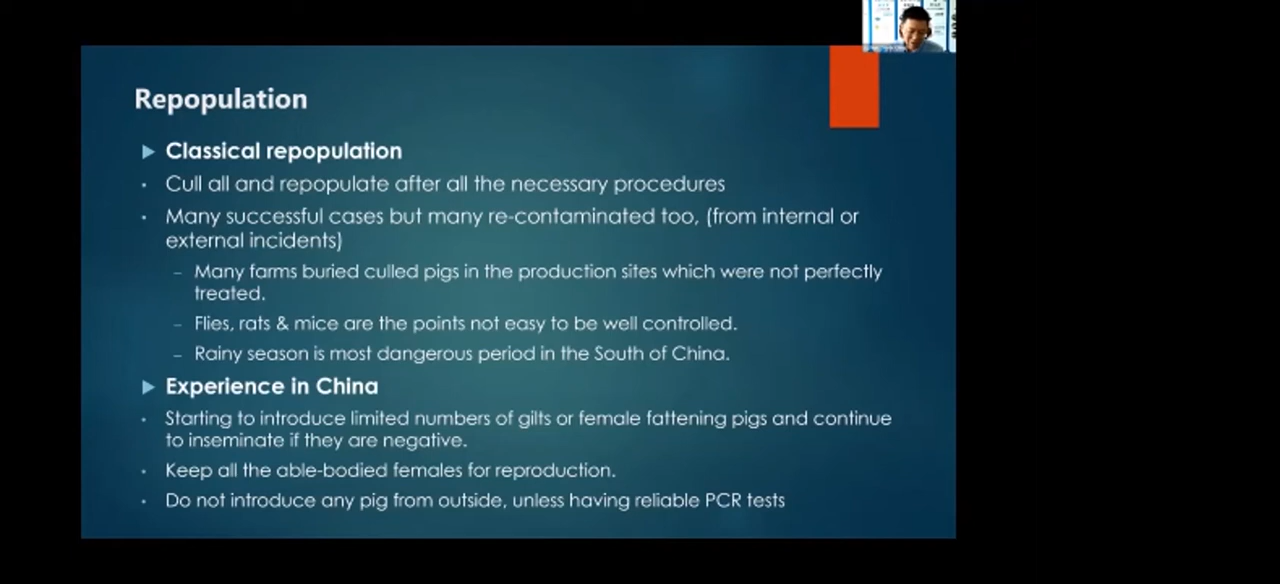 Repopulation
Classical repopulation
Cull all and repopulate after all the necessary procedures
Many successful cases but many re-contaminated too, (from internal or
external incidents)
Many farms buried culled pigs in the production sites which were not perfectly
treated.
Flies, rats & mice are the points not easy to be well controlled.
Rainy season is most dangerous period in the South of China.
Experience in China
Starting to introduce limited numbers of gilts or female fattening pigs and continue
to inseminate if they are negative.
Keep all the able-bodied females for reproduction.
Do not introduce any pig from outside, unless having reliable PCR tests